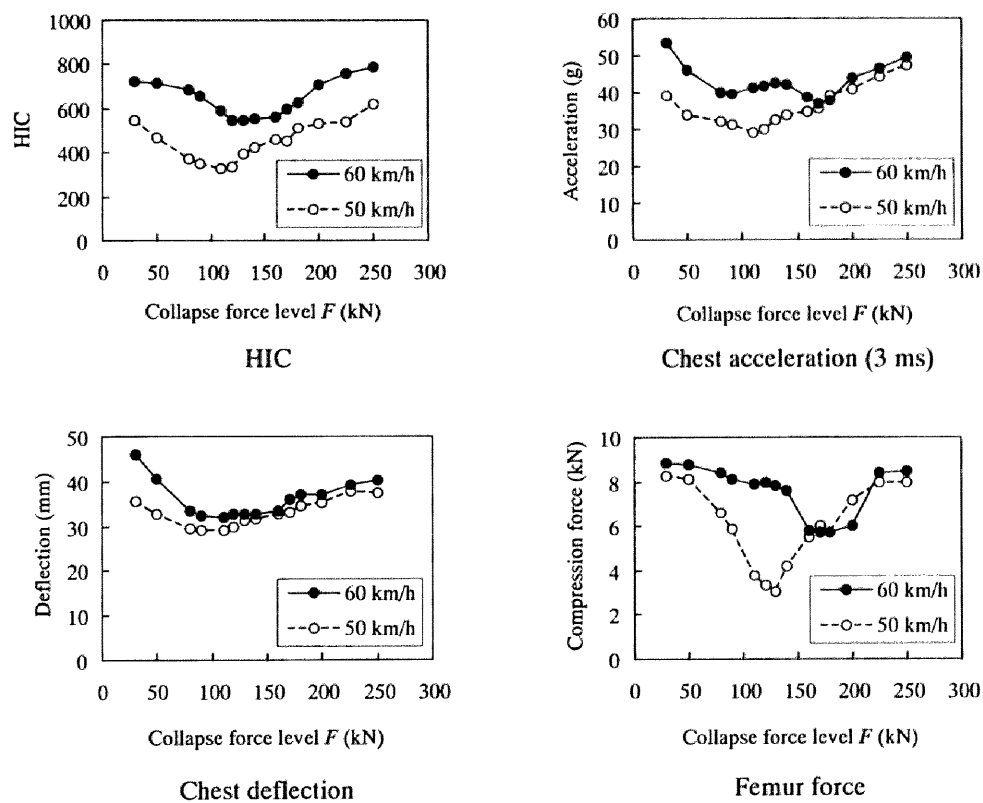 1000
800
600
400
200
0
HIC
60 km/h
50 km/h
0 50 100 150 200 250 300
Collapse force level F (kN)
HIC
60
50
40
30
20
10
0
Acceleration (g)
60 km/h
50 km/h
0 50 100 150 200 250 300
Collapse force level F (kN)
Chest acceleration (3 ms)
50
40
30
20
10
0
Deflection (mm)
60 km/h
50 km/h
0 50 100 150 200 250 300
Collapse force level F (kN)
Chest deflection
10
8
6
4
2
0
Compression force (kN)
60 km/h
50 km/h
0 50 100 150 200 250 300
Collapse force level F (kN)
Femur force